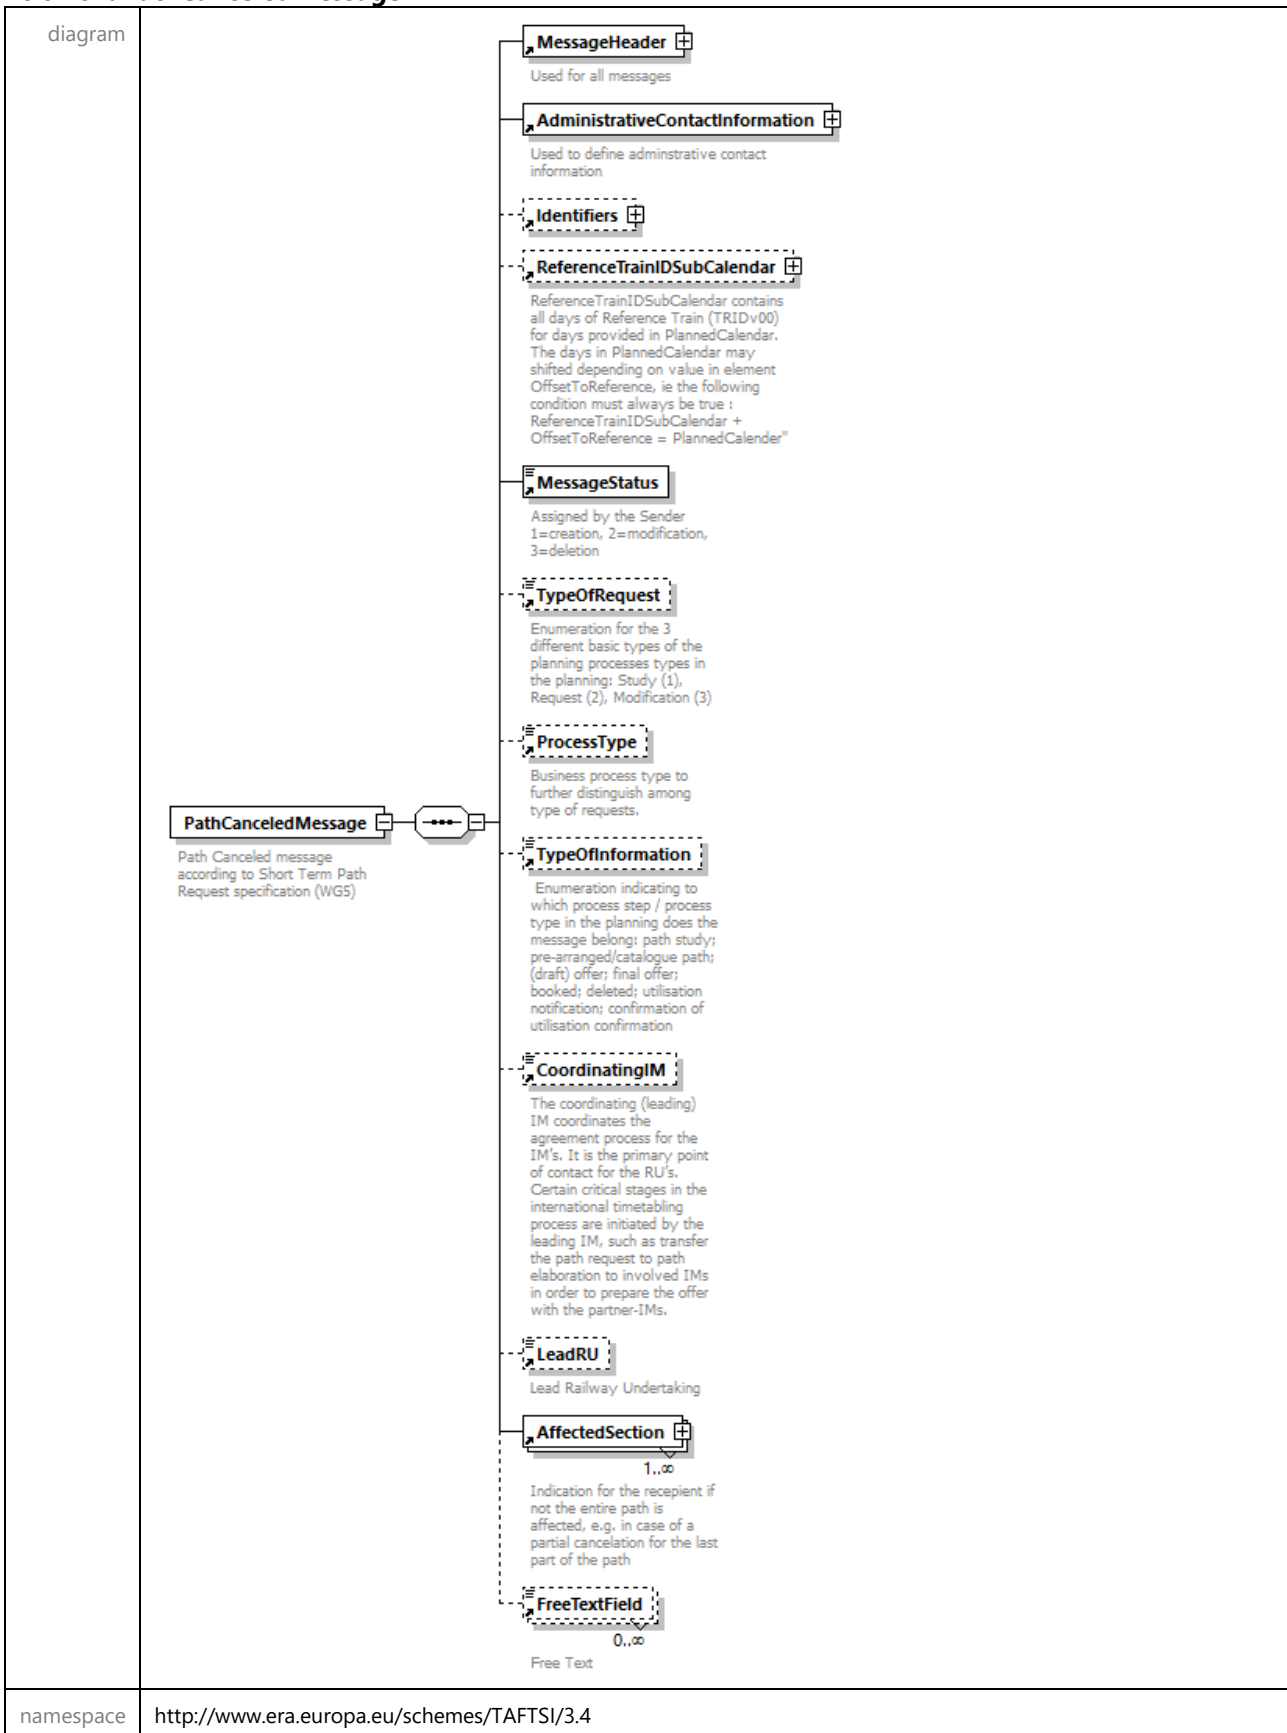 diagram
MessageHeader
Used for all messages
AdministrativeContactInformation
Used to define adminstrative contact
information
Identifiers
ReferenceTrainIDSubCalendar
ReferenceTrainIDSubCalendar contains
all days of Reference Train (TRIDv00)
for days provided in PlannedCalendar.
The days in PlannedCalendar may
shifted depending on value in element
OffsetToReference, ie the following
condition must always be true :
ReferenceTrainIDSubCalendar +
OffsetToReference = PlannedCalender"
MessageStatus
Assigned by the Sender
1=creation, 2=modification,
3=deletion
TypeOfRequest
Enumeration for the 3
different basic types of the
planning processes types in
the planning: Study (1),
Request (2), Modification (3)
ProcessType
Business process type to
further distinguish among
type of requests.
PathCanceledMessage
Path Canceled message
according to Short Term Path
Request specification (WG5)
TypeOfInformation
Enumeration indicating to
which process step / process
type in the planning does the
message belong: path study;
pre-arranged/catalogue path;
(draft) offer; final offer;
booked; deleted; utilisation
notification; confirmation of
utilisation confirmation
CoordinatingIM
The coordinating (leading)
IM coordinates the
agreement process for the
IM's. It is the primary point
of contact for the RU's.
Certain critical stages in the
international timetabling
process are initiated by the
leading IM, such as transfer
the path request to path
elaboration to involved IMs
in order to prepare the offer
with the partner-IMs.
LeadRU
Lead Railway Undertaking
AffectedSection
1..∞
Indication for the recepient if
not the entire path is
affected, e.g. in case of a
partial cancelation for the last
part of the path
FreeTextField
0..∞
Free Text
namespace http://www.era.europa.eu/schemes/TAFTSI/3.4